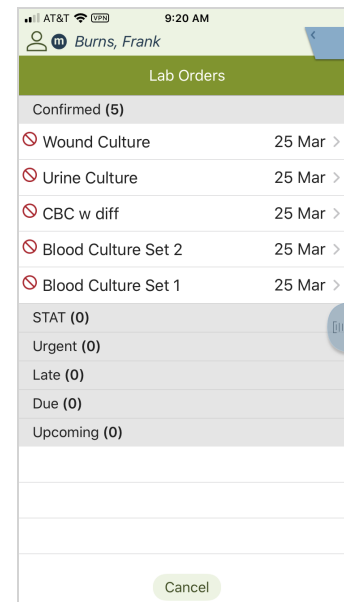 AT&T VPN 9:20 AM
m Burns, Frank
Lab Orders
Confirmed (5)
Wound Culture 25 Mar
Urine Culture 25 Mar
CBC w diff 25 Mar
Blood Culture Set 2 25 Mar
Blood Culture Set 1 25 Mar
STAT (0)
Urgent (0)
Late (0)
Due (0)
Upcoming (0)
Cancel